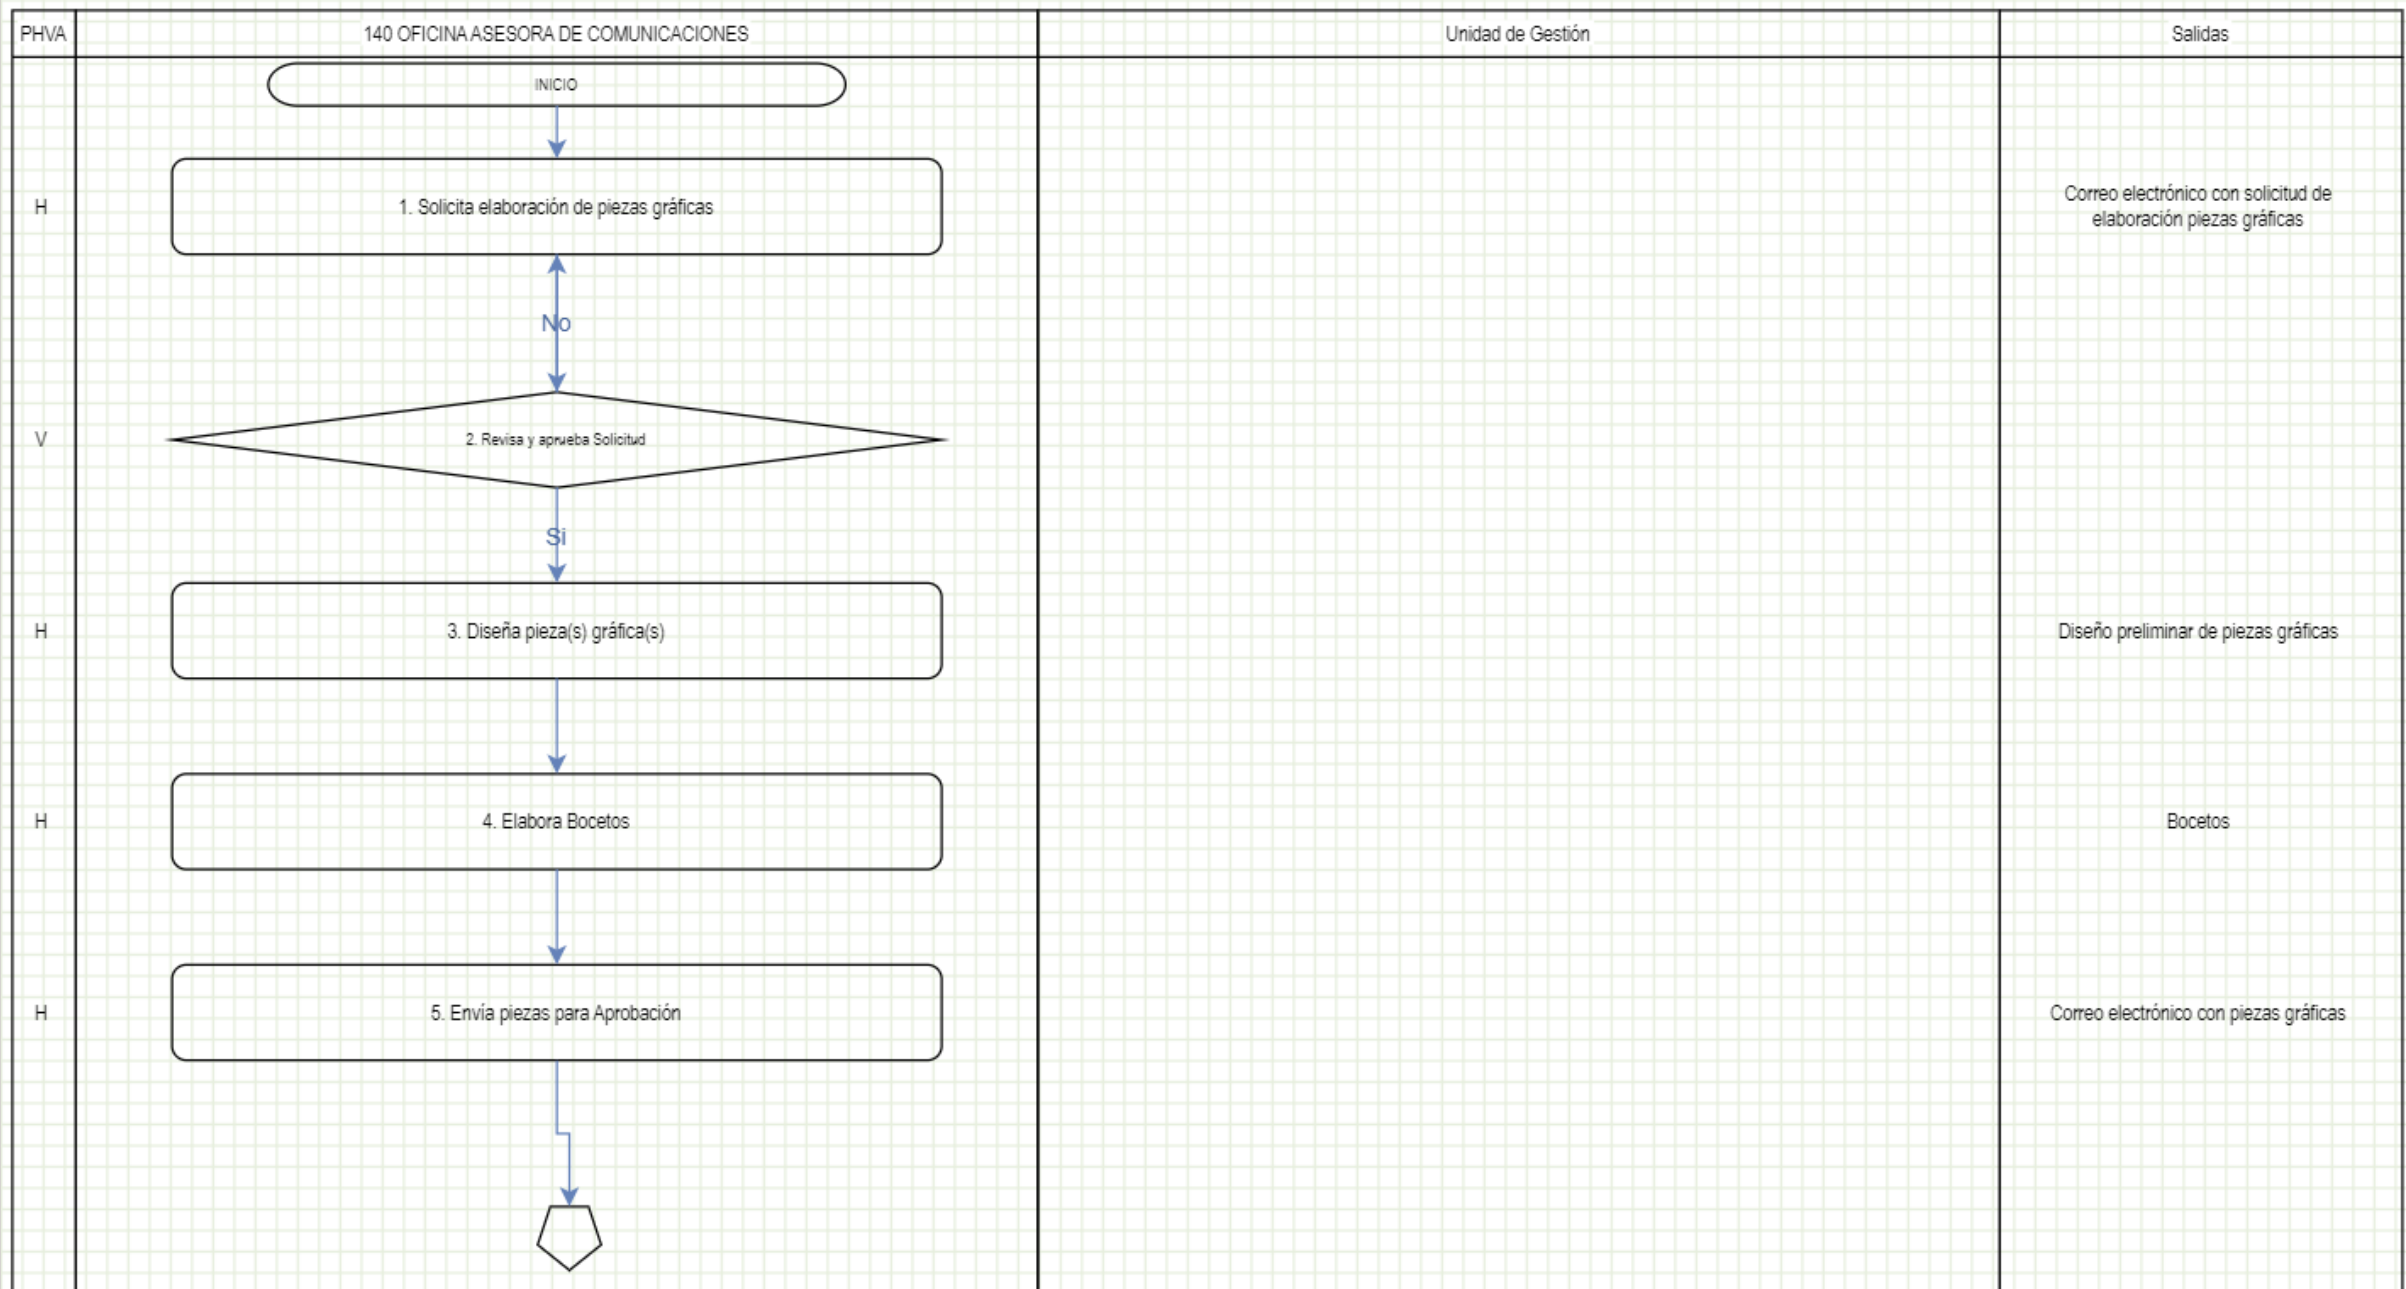 PHVA
140 OFICINA ASESORA DE COMUNICACIONES
Unidad de Gestión
Salidas
INICIO
H
1. Solicita elaboración de piezas gráficas
Correo electrónico con solicitud de
elaboración piezas gráficas
No
V
2. Revisa y aprueba Solicitud
Si
H
3. Diseña pieza(s) gráfica(s)
Diseño preliminar de piezas gráficas
H
4. Elabora Bocetos
Bocetos
H
5. Envía piezas para Aprobación
Correo electrónico con piezas gráficas